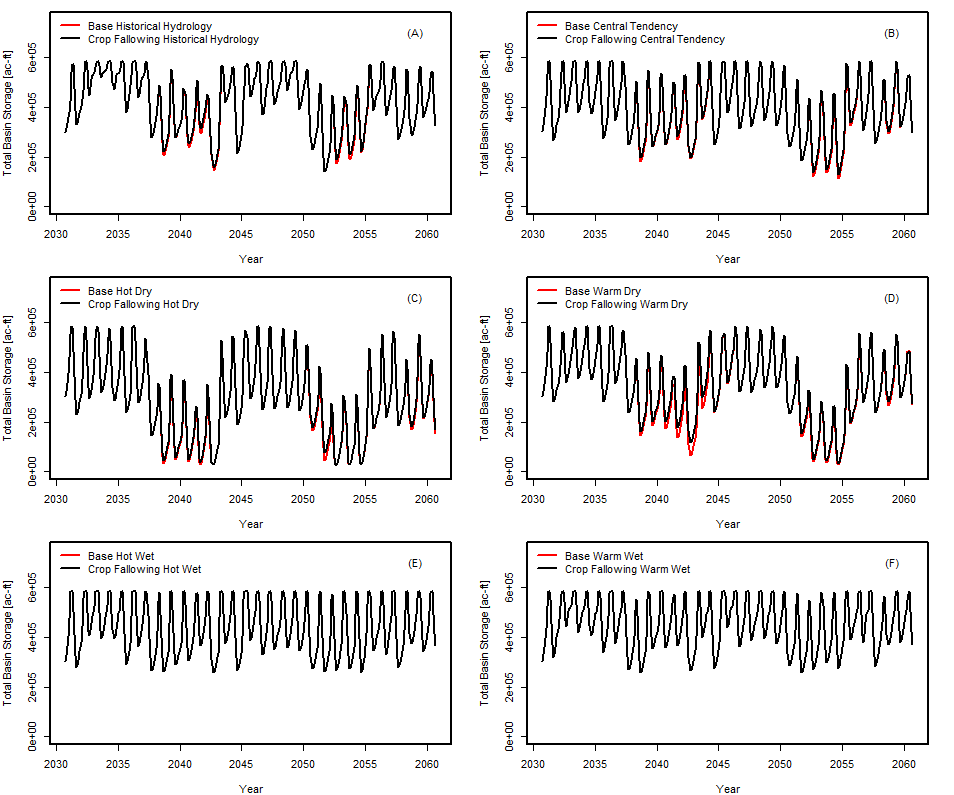 Base Historical Hydrology
Crop Fallowing Historical Hydrology
(A)
Total Basin Storage [ac-ft]
0e+00 2e+05 4e+05 6e+05
2030 2035 2040 2045 2050 2055 2060
Year
Base Central Tendency
Crop Fallowing Central Tendency
(B)
Total Basin Storage [ac-ft]
0e+00 2e+05 4e+05 6e+05
2030 2035 2040 2045 2050 2055 2060
Year
Base Hot Dry
Crop Fallowing Hot Dry
(C)
Total Basin Storage [ac-ft]
0e+00 2e+05 4e+05 6e+05
2030 2035 2040 2045 2050 2055 2060
Year
Base Warm Dry
Crop Fallowing Warm Dry
(D)
Total Basin Storage [ac-ft]
0e+00 2e+05 4e+05 6e+05
2030 2035 2040 2045 2050 2055 2060
Year
Base Hot Wet
Crop Fallowing Hot Wet
(E)
Total Basin Storage [ac-ft]
0e+00 2e+05 4e+05 6e+05
2030 2035 2040 2045 2050 2055 2060
Year
Base Warm Wet
Crop Fallowing Warm Wet
(F)
Total Basin Storage [ac-ft]
0e+00 2e+05 4e+05 6e+05
2030 2035 2040 2045 2050 2055 2060
Year